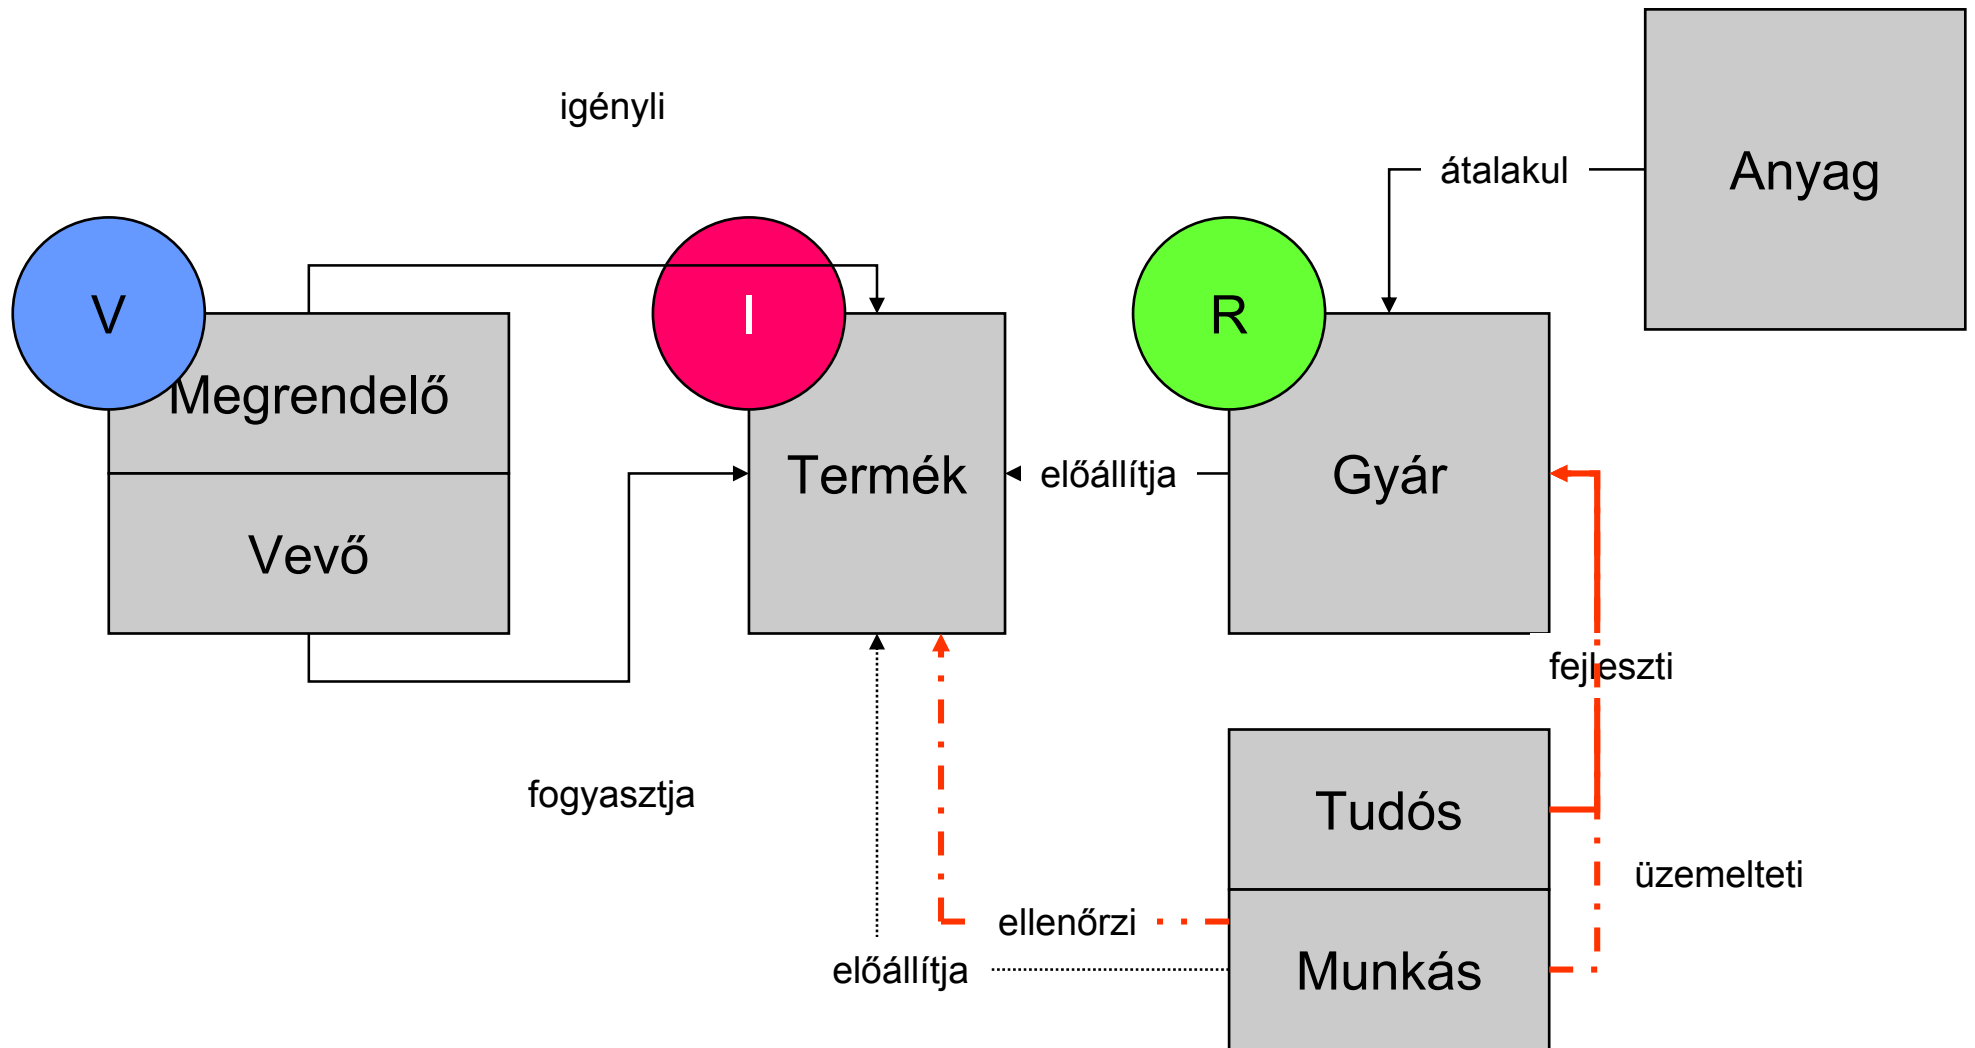 igényli
átalakul
Anyag
V
I
R
Megrendelő
Termék
előállítja
Gyár
Vevő
fejleszti
fogyasztja
Tudós
üzemelteti
ellenőrzi
előállítja
Munkás